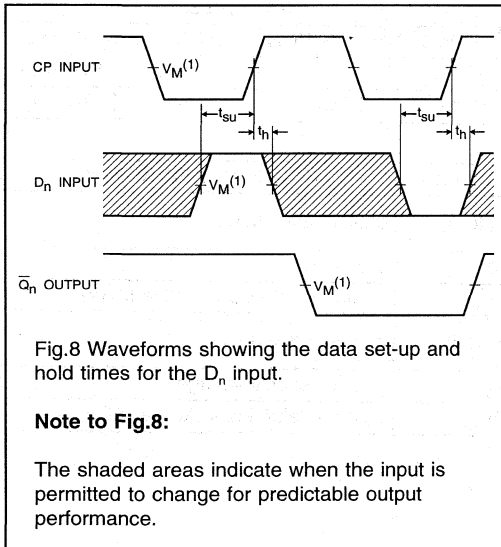 CP INPUT
V_M(1)
t_su
t_su
t_h
t_h
D_n INPUT
V_M(1)
Q̅_n OUTPUT
V_M(1)
Fig.8 Waveforms showing the data set-up and
hold times for the D_n input.
Note to Fig.8:
The shaded areas indicate when the input is
permitted to change for predictable output
performance.